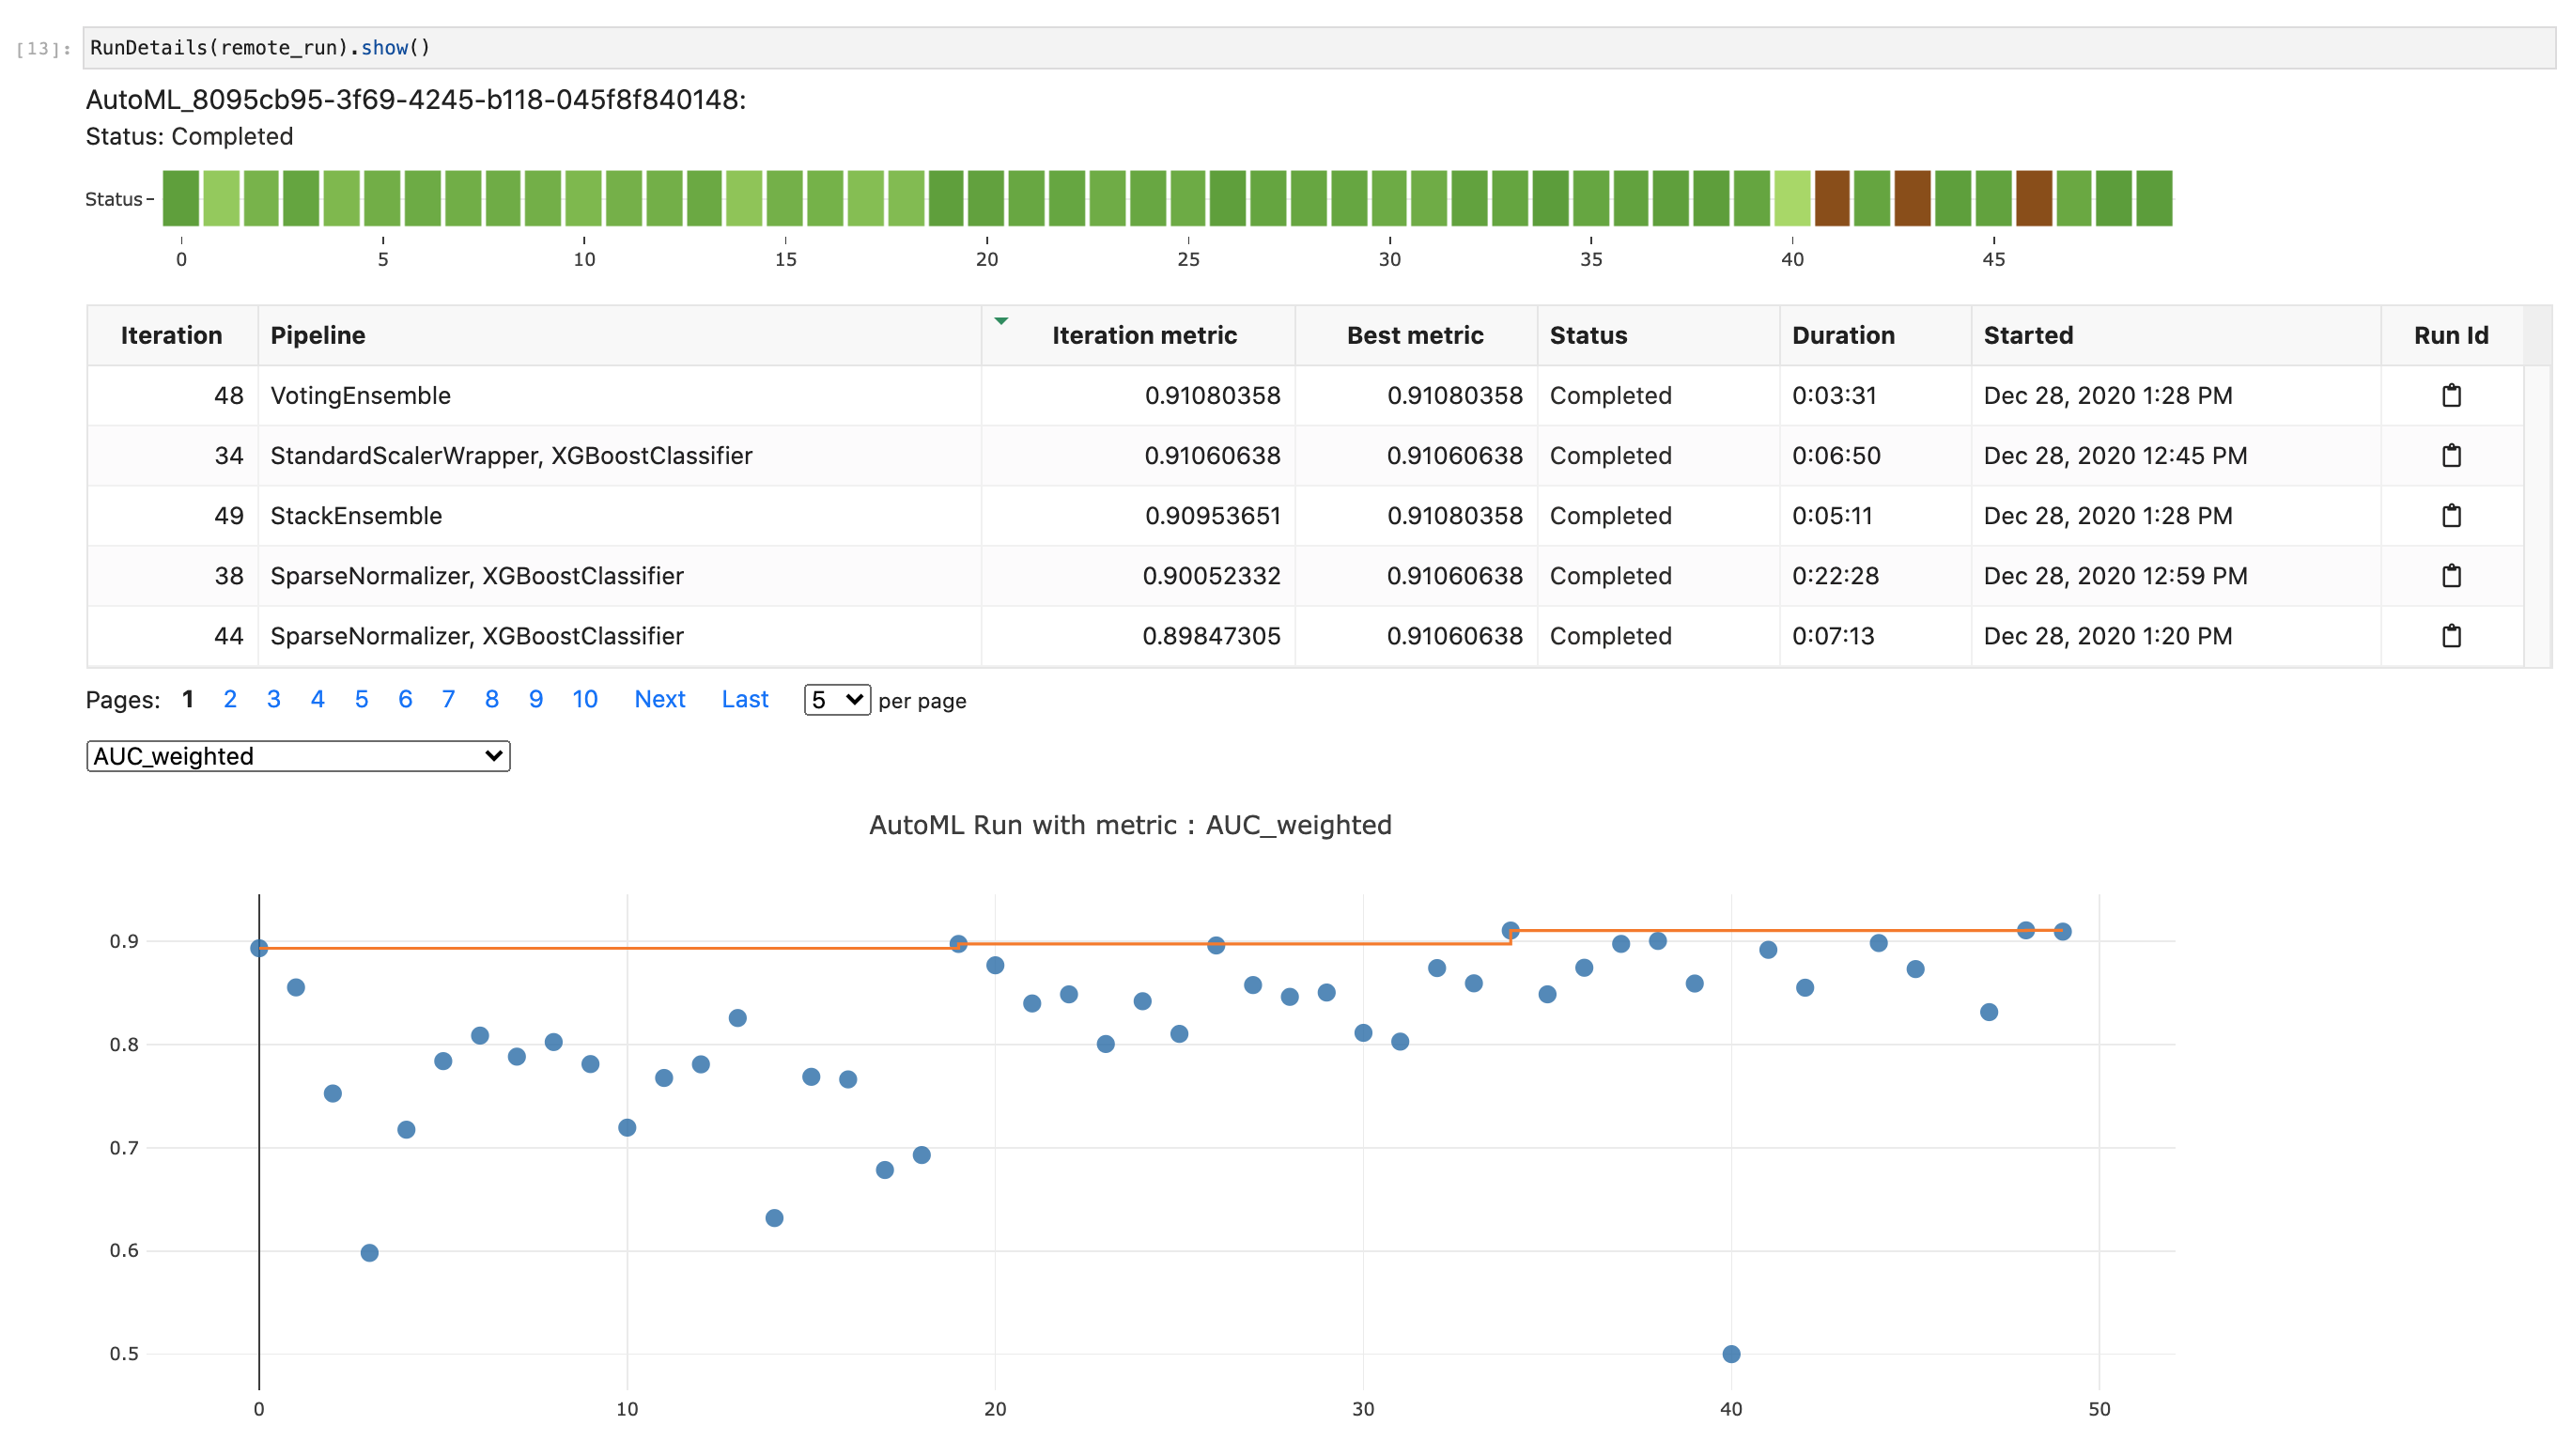 [13]: RunDetails(remote_run).show()
AutoML_8095cb95-3f69-4245-b118-045f8f840148:
Status: Completed
Status
0 5 10 15 20 25 30 35 40 45
Iteration Pipeline Iteration metric Best metric Status Duration Started Run Id
48 VotingEnsemble 0.91080358 0.91080358 Completed 0:03:31 Dec 28, 2020 1:28 PM
34 StandardScalerWrapper, XGBoostClassifier 0.91060638 0.91060638 Completed 0:06:50 Dec 28, 2020 12:45 PM
49 StackEnsemble 0.90953651 0.91080358 Completed 0:05:11 Dec 28, 2020 1:28 PM
38 SparseNormalizer, XGBoostClassifier 0.90052332 0.91060638 Completed 0:22:28 Dec 28, 2020 12:59 PM
44 SparseNormalizer, XGBoostClassifier 0.89847305 0.91060638 Completed 0:07:13 Dec 28, 2020 1:20 PM
Pages: 1 2 3 4 5 6 7 8 9 10 Next Last 5 per page
AUC_weighted
AutoML Run with metric : AUC_weighted
0.9
0.8
0.7
0.6
0.5
0 10 20 30 40 50